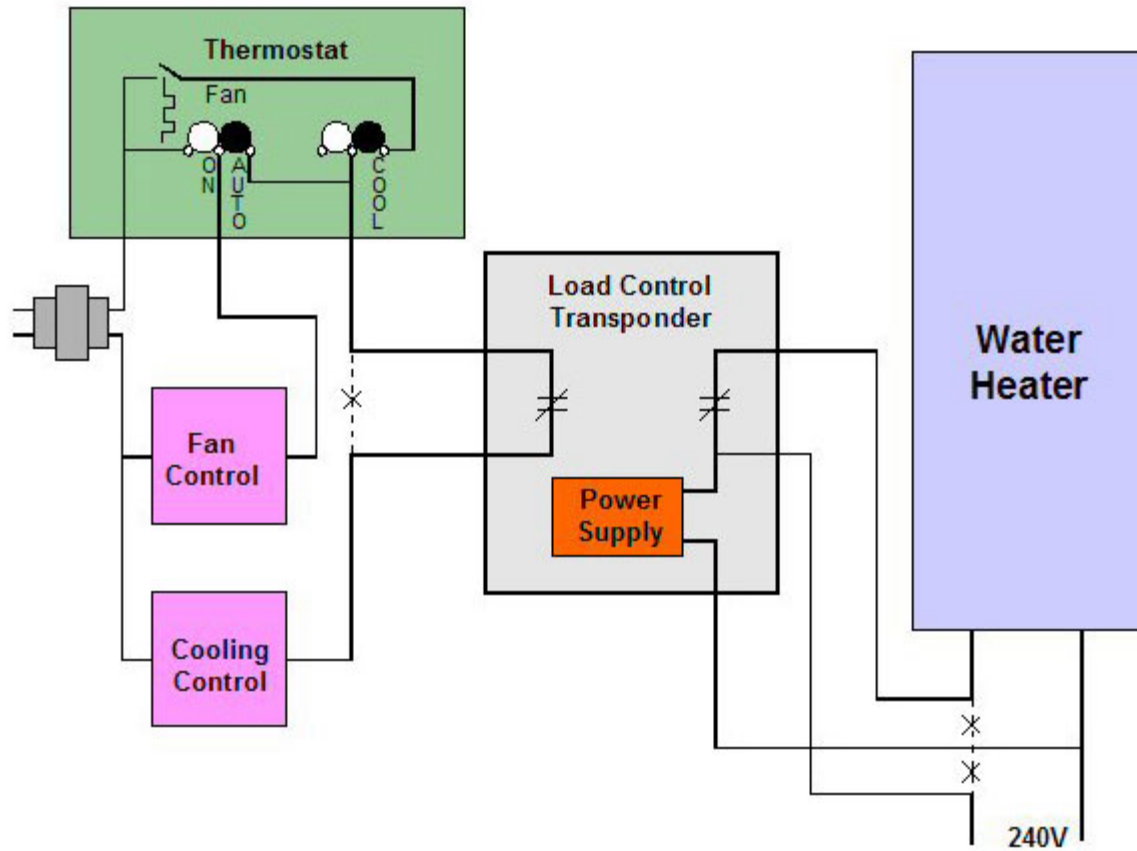 Thermostat
Fan
ON
AUTO
COOL
Load Control
Transponder
Water
Heater
Fan
Control
Power
Supply
Cooling
Control
240V